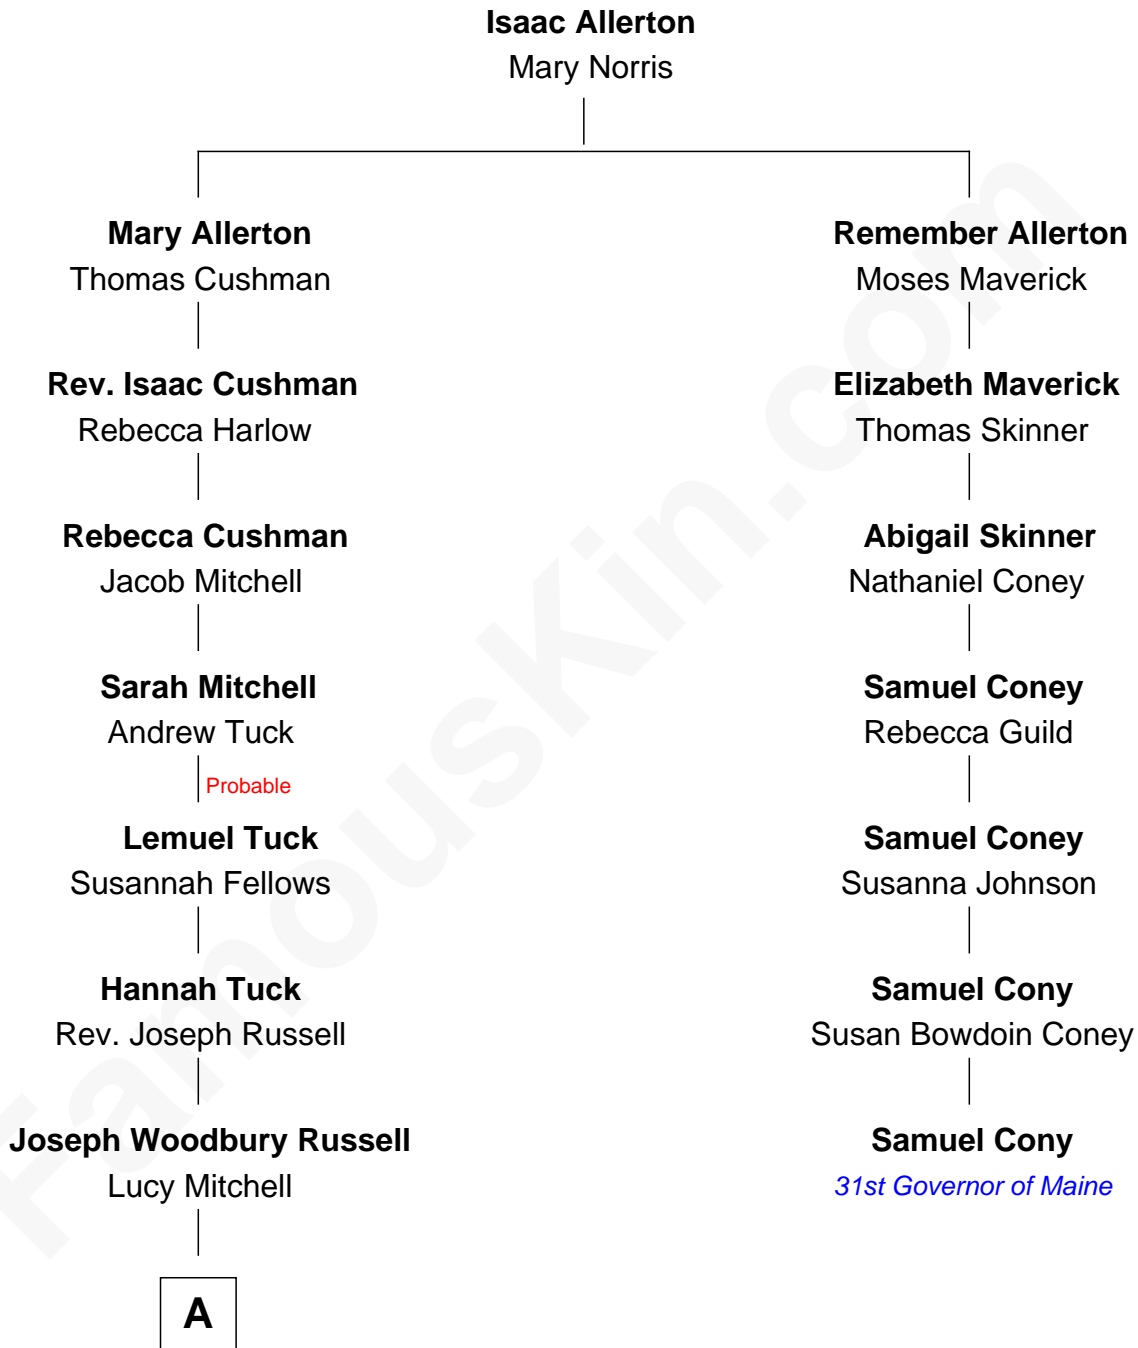 Isaac Allerton
Mary Norris
Mary Allerton
Thomas Cushman
Remember Allerton
Moses Maverick
Rev. Isaac Cushman
Rebecca Harlow
Elizabeth Maverick
Thomas Skinner
Rebecca Cushman
Jacob Mitchell
Abigail Skinner
Nathaniel Coney
Sarah Mitchell
Andrew Tuck
Samuel Coney
Rebecca Guild
Probable
Lemuel Tuck
Susannah Fellows
Samuel Coney
Susanna Johnson
Hannah Tuck
Rev. Joseph Russell
Samuel Cony
Susan Bowdoin Coney
Joseph Woodbury Russell
Lucy Mitchell
Samuel Cony
31st Governor of Maine
A
FamousKin.com